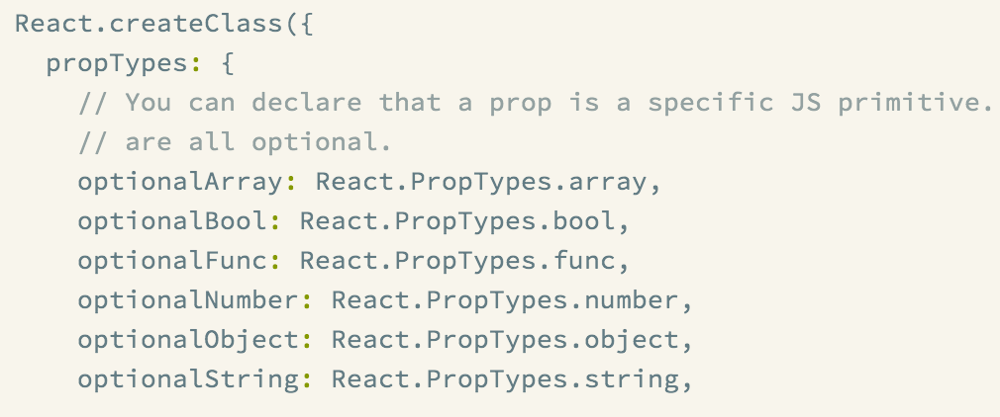 React.createClass({
propTypes: {
// You can declare that a prop is a specific JS primitive.
// are all optional.
optionalArray: React.PropTypes.array,
optionalBool: React.PropTypes.bool,
optionalFunc: React.PropTypes.func,
optionalNumber: React.PropTypes.number,
optionalObject: React.PropTypes.object,
optionalString: React.PropTypes.string,